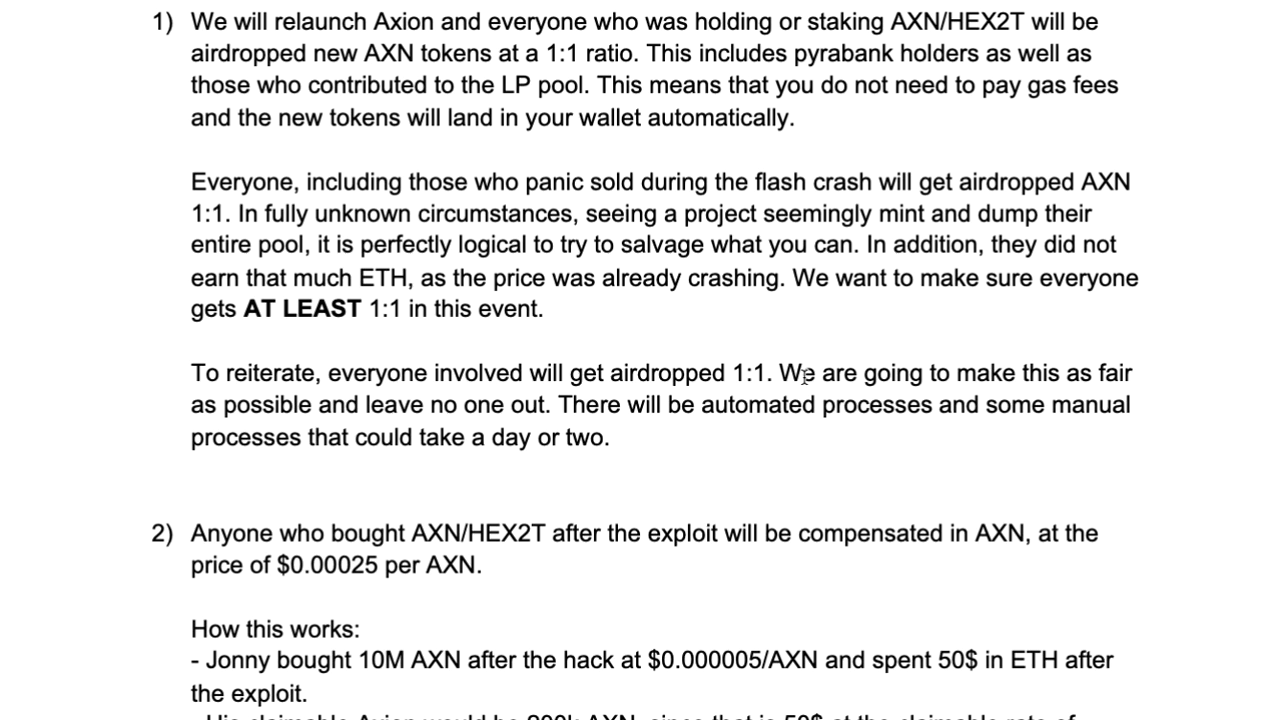 1) We will relaunch Axion and everyone who was holding or staking AXN/HEX2T will be
airdropped new AXN tokens at a 1:1 ratio. This includes pyrabank holders as well as
those who contributed to the LP pool. This means that you do not need to pay gas fees
and the new tokens will land in your wallet automatically.
Everyone, including those who panic sold during the flash crash will get airdropped AXN
1:1. In fully unknown circumstances, seeing a project seemingly mint and dump their
entire pool, it is perfectly logical to try to salvage what you can. In addition, they did not
earn that much ETH, as the price was already crashing. We want to make sure everyone
gets AT LEAST 1:1 in this event.
To reiterate, everyone involved will get airdropped 1:1. We are going to make this as fair
as possible and leave no one out. There will be automated processes and some manual
processes that could take a day or two.
2) Anyone who bought AXN/HEX2T after the exploit will be compensated in AXN, at the
price of $0.00025 per AXN.
How this works:
- Jonny bought 10M AXN after the hack at $0.000005/AXN and spent 50$ in ETH after
the exploit.